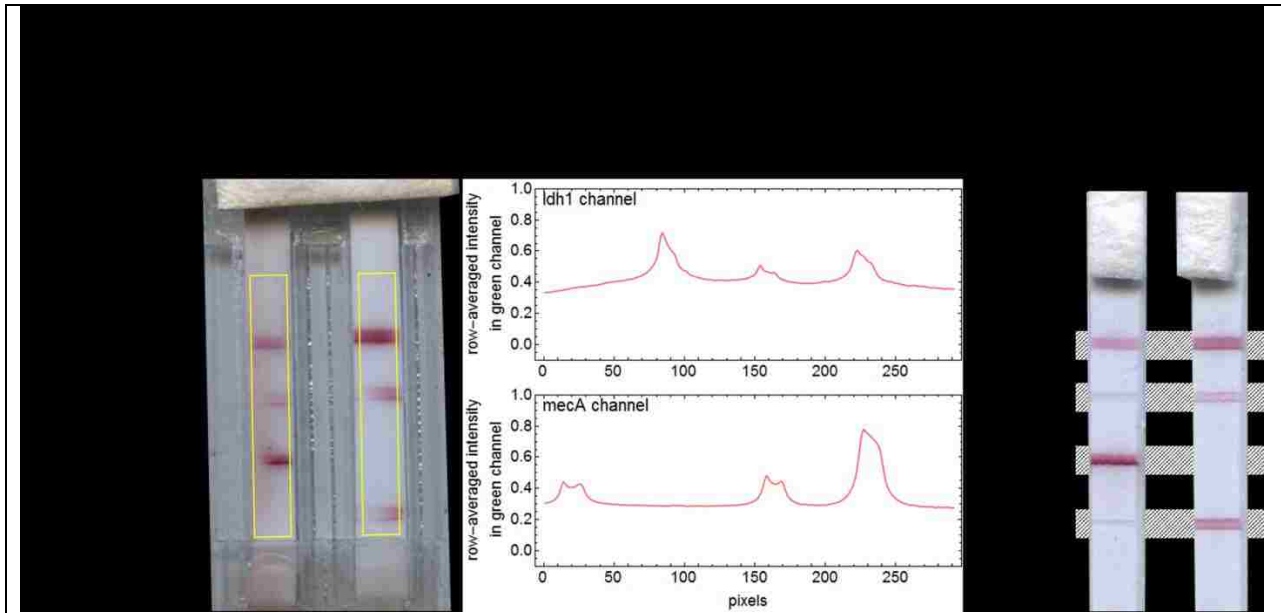 ldh1 channel
row-averaged intensity
in green channel
1.0
0.8
0.6
0.4
0.2
0.0
0 50 100 150 200 250
mecA channel
row-averaged intensity
in green channel
1.0
0.8
0.6
0.4
0.2
0.0
0 50 100 150 200 250
pixels